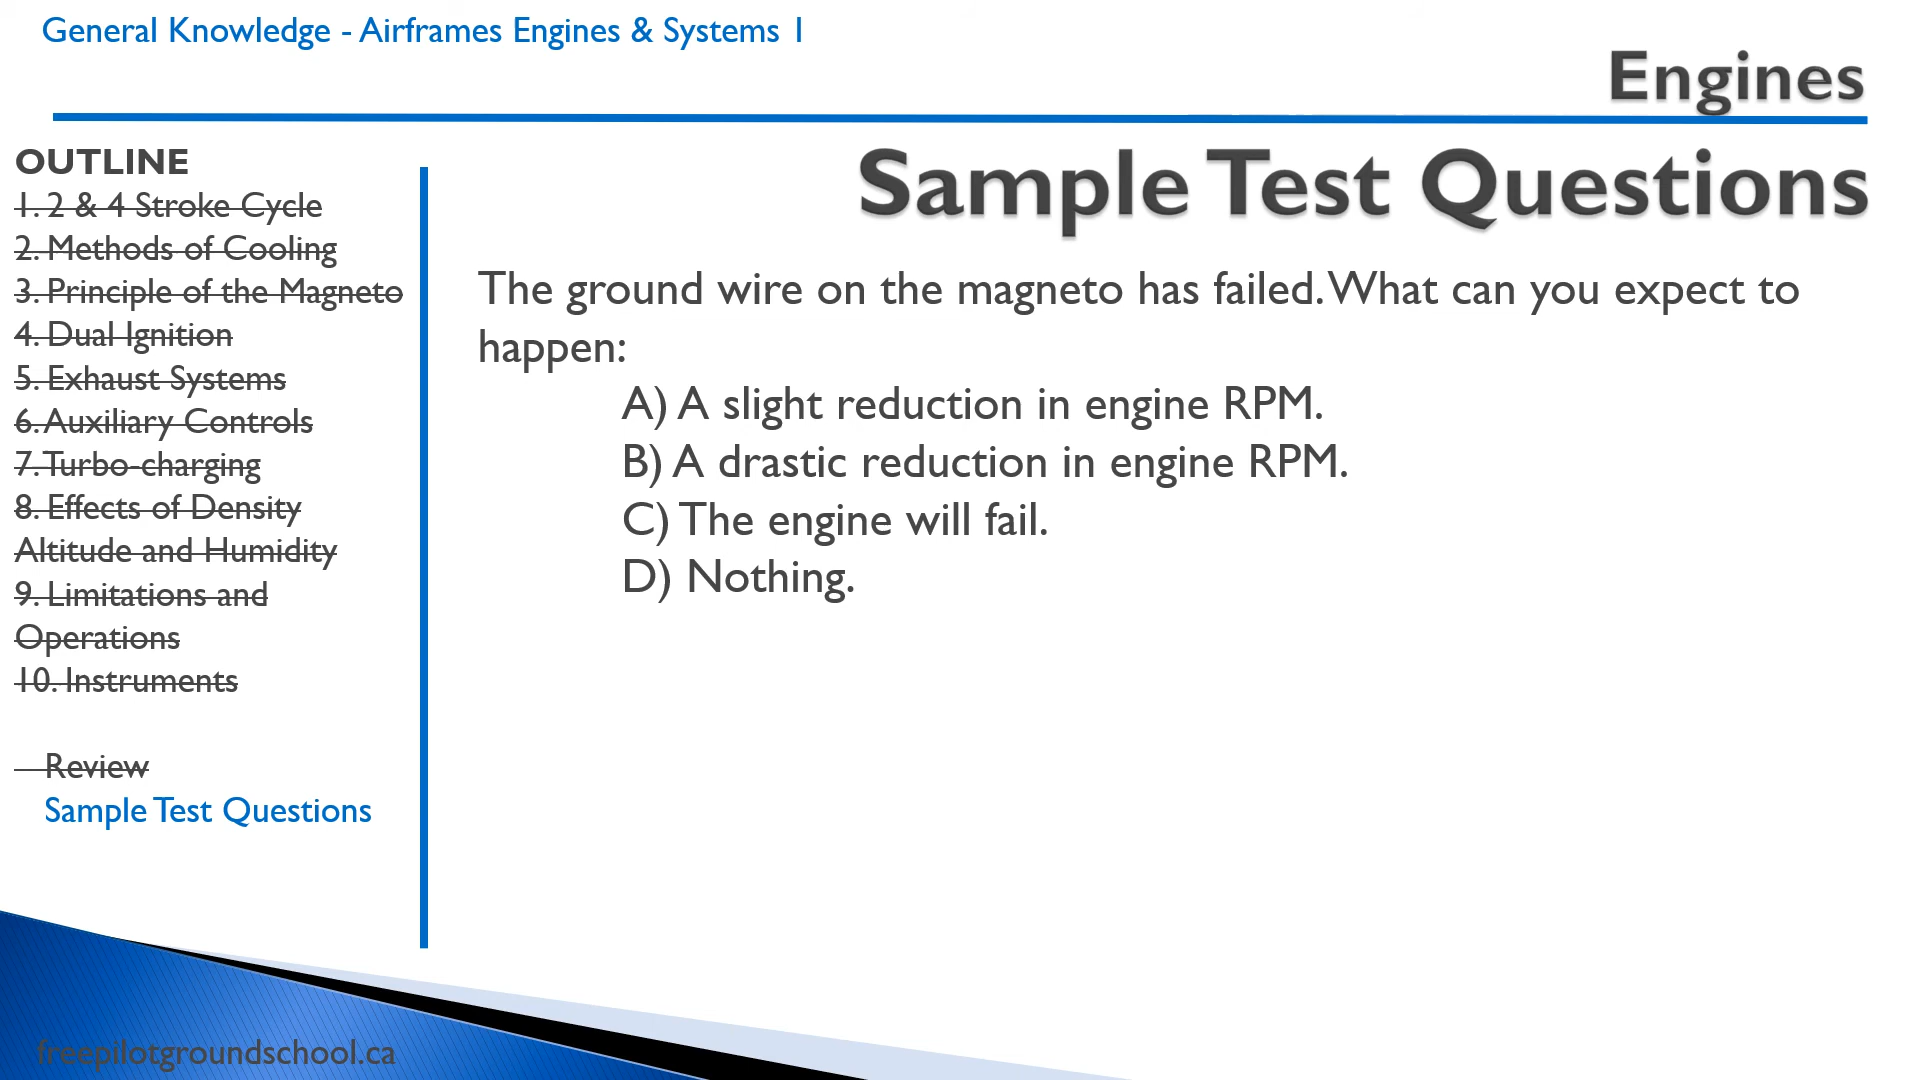 General Knowledge - Airframes Engines & Systems 1
Engines
OUTLINE
1. 2 & 4 Stroke Cycle
2. Methods of Cooling
3. Principle of the Magneto
4. Dual Ignition
5. Exhaust Systems
6. Auxiliary Controls
7. Turbo-charging
8. Effects of Density
Altitude and Humidity
9. Limitations and
Operations
10. Instruments
Review
Sample Test Questions
Sample Test Questions
The ground wire on the magneto has failed. What can you expect to
happen:
A) A slight reduction in engine RPM.
B) A drastic reduction in engine RPM.
C) The engine will fail.
D) Nothing.
freepilotgroundschool.ca